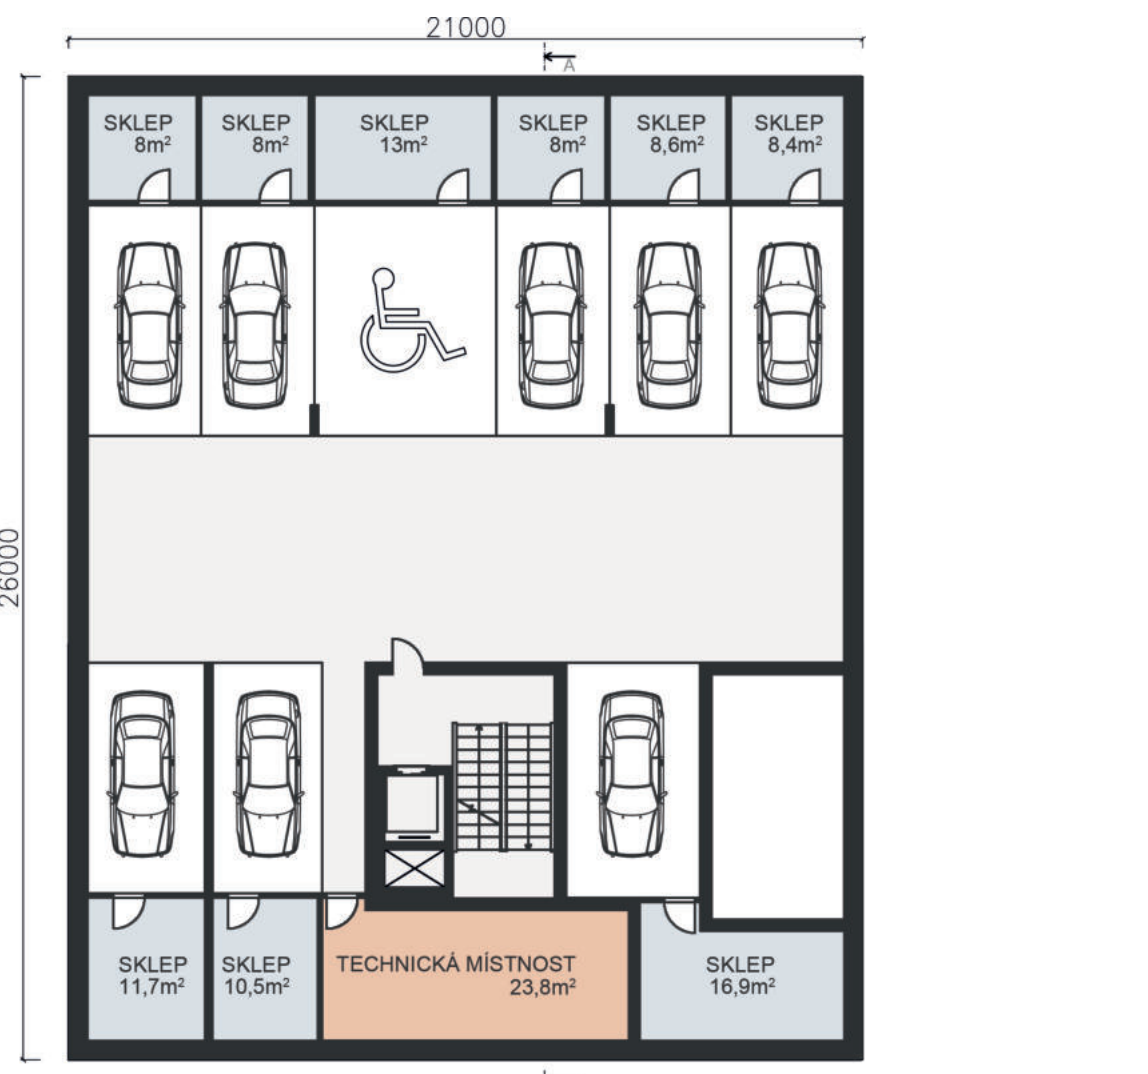 21000
A
SKLEP
8m²
SKLEP
8m²
SKLEP
13m²
SKLEP
8m²
SKLEP
8,6m²
SKLEP
8,4m²
26000
SKLEP
11,7m²
SKLEP
10,5m²
TECHNICKÁ MÍSTNOST
23,8m²
SKLEP
16,9m²